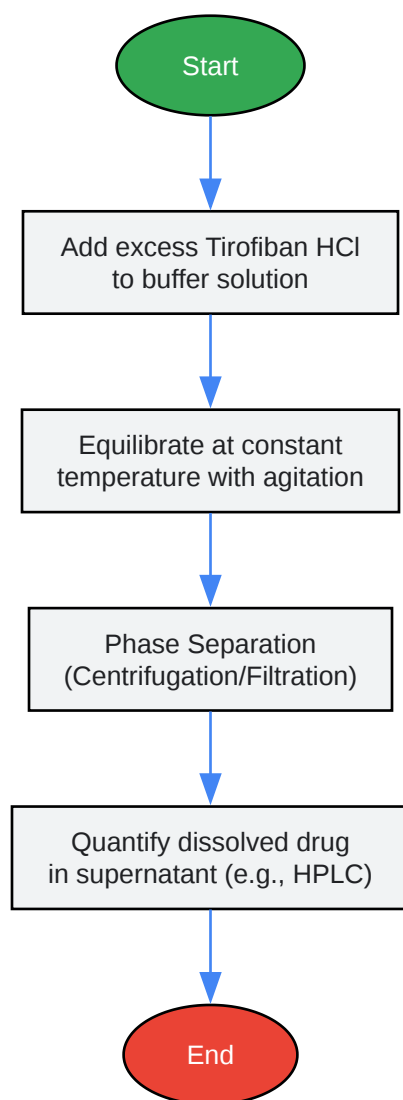 Start
Add excess Tirofiban HCl
to buffer solution
Equilibrate at constant
temperature with agitation
Phase Separation
(Centrifugation/Filtration)
Quantify dissolved drug
in supernatant (e.g., HPLC)
End